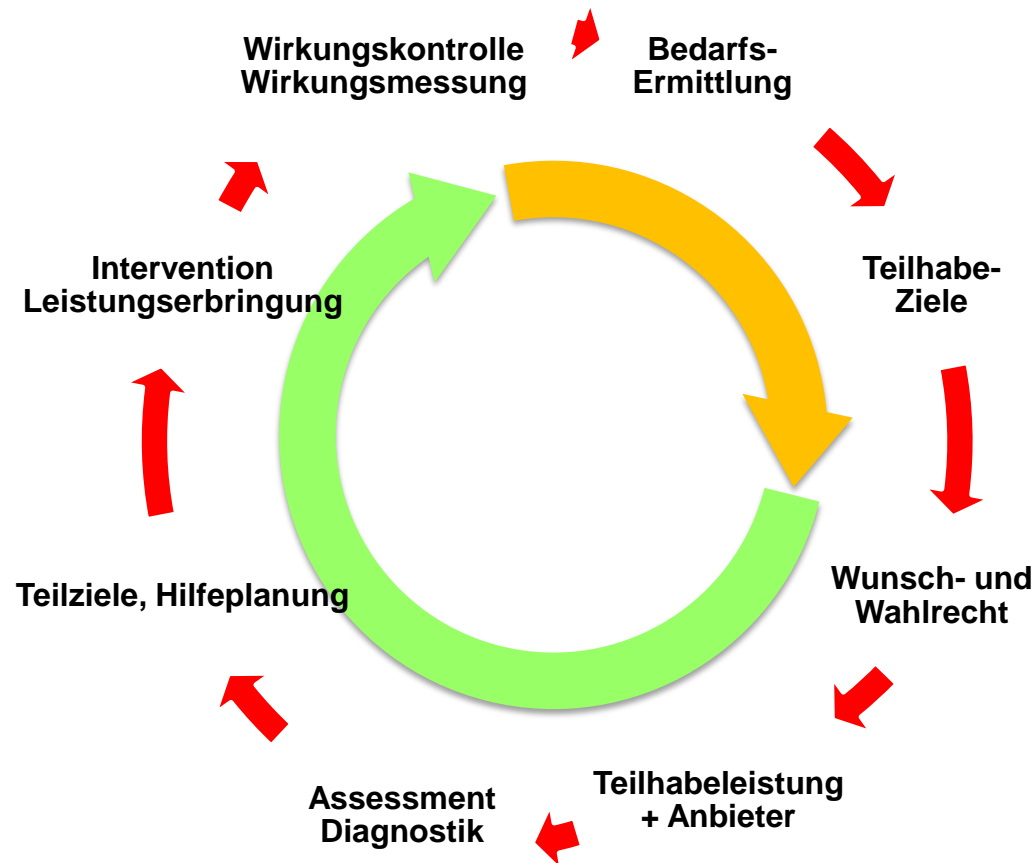 Wirkungskontrolle
Wirkungsmessung
Bedarfs-
Ermittlung
Teilhabe-
Ziele
Wunsch- und
Wahlrecht
Teilhabeleistung
+ Anbieter
Assessment
Diagnostik
Teilziele, Hilfeplanung
Intervention
Leistungserbringung